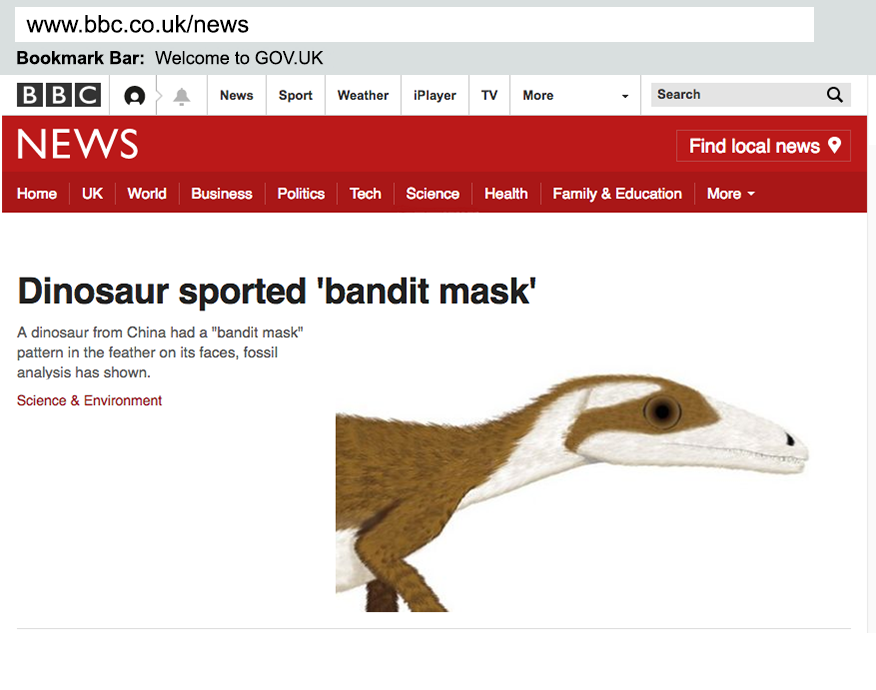 www.bbc.co.uk/news
Bookmark Bar: Welcome to GOV.UK
BBC News Sport Weather iPlayer TV More Search
NEWS Find local news
Home UK World Business Politics Tech Science Health Family & Education More
Dinosaur sported 'bandit mask'
A dinosaur from China had a "bandit mask"
pattern in the feather on its faces, fossil
analysis has shown.
Science & Environment